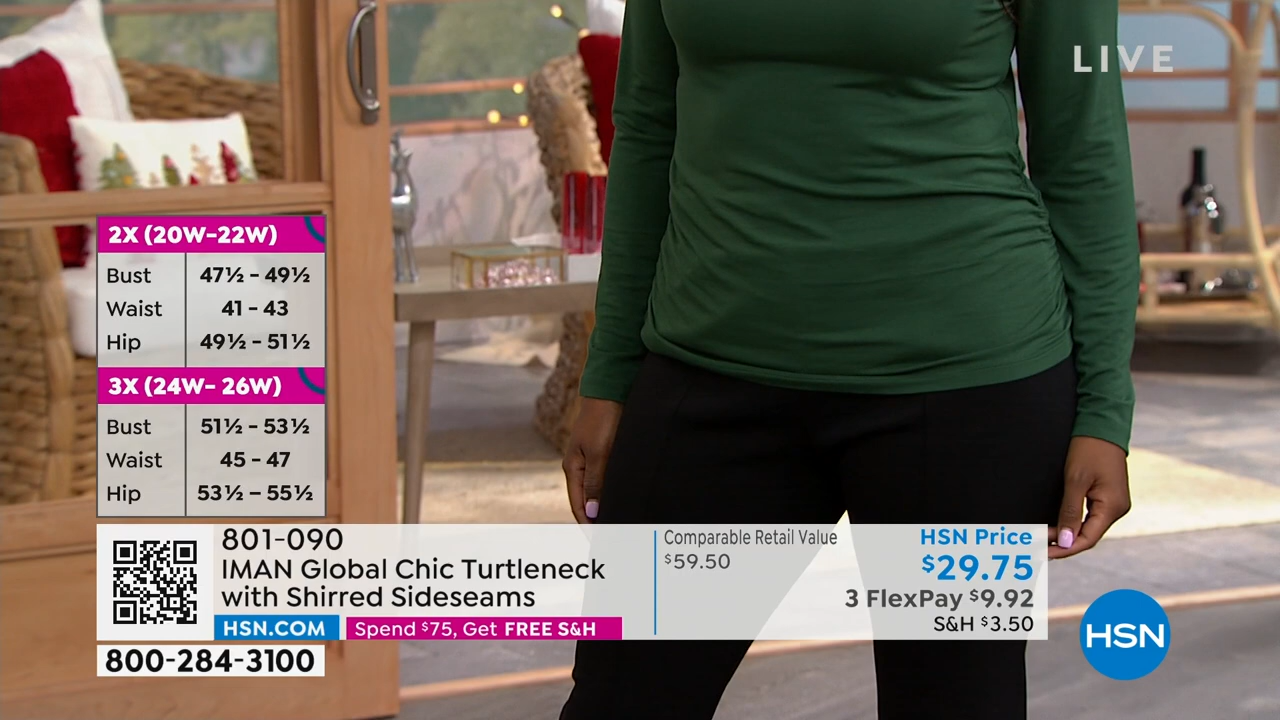 LIVE
2X (20W-22W)
Bust 47½ - 49½
Waist 41 - 43
Hip 49½ - 51½
3X (24W- 26W)
Bust 51½ - 53½
Waist 45 - 47
Hip 53½ - 55½
801-090
IMAN Global Chic Turtleneck
with Shirred Sideseams
HSN.COM
Spend $75, Get FREE S&H
800-284-3100
Comparable Retail Value
$59.50
HSN Price
$29.75
3 FlexPay $9.92
S&H $3.50
HSN